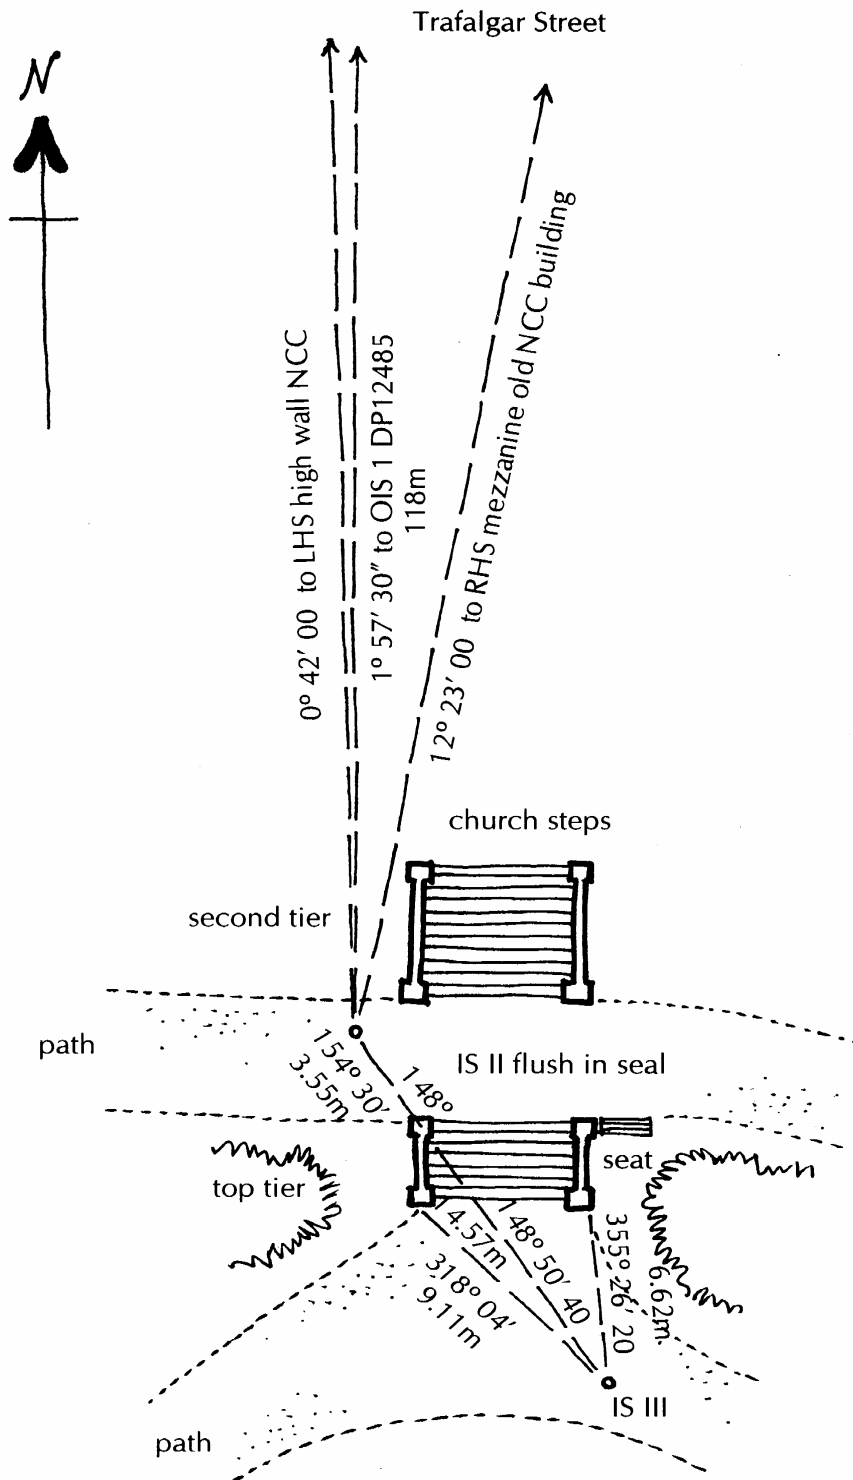 Trafalgar Street
N
0° 42′ 00 to LHS high wall NCC
1° 57′ 30″ to OIS 1 DP12485
118m
12° 23′ 00 to RHS mezzanine old NCC building
church steps
second tier
path
154° 30′
3.55m
148°
IS II flush in seal
seat
top tier
14.57m
148° 50′ 40
318° 04′
9.11m
355° 26′ 20
6.62m.
IS III
path